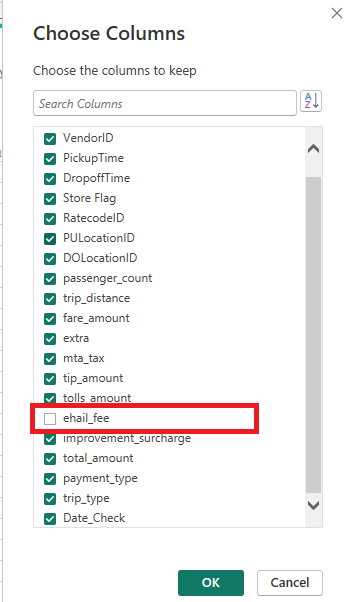 Choose Columns
Choose the columns to keep
Search Columns
AZ
VendorID
PickupTime
DropoffTime
Store Flag
RatecodeID
PULocationID
DOLocationID
passenger_count
trip_distance
fare_amount
extra
mta_tax
tip_amount
tolls_amount
ehail_fee
improvement_surcharge
total_amount
payment_type
trip_type
Date_Check
OK
Cancel